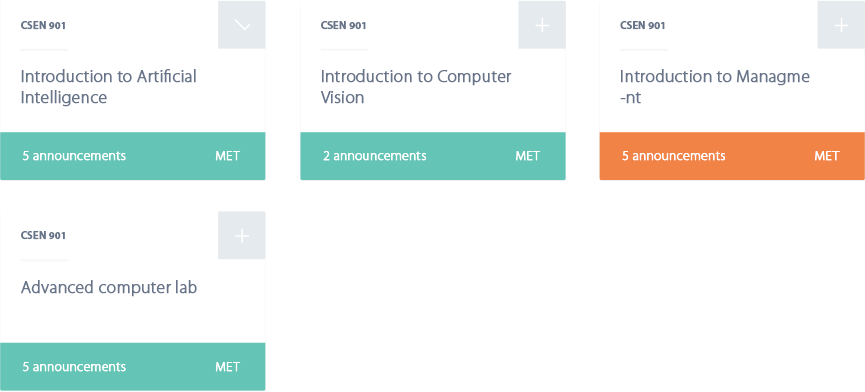 CSEN 901
Introduction to Artificial
Intelligence
5 announcements MET
CSEN 901
Introduction to Computer
Vision
2 announcements MET
CSEN 901
Introduction to Managme
-nt
5 announcements MET
CSEN 901
Advanced computer lab
5 announcements MET